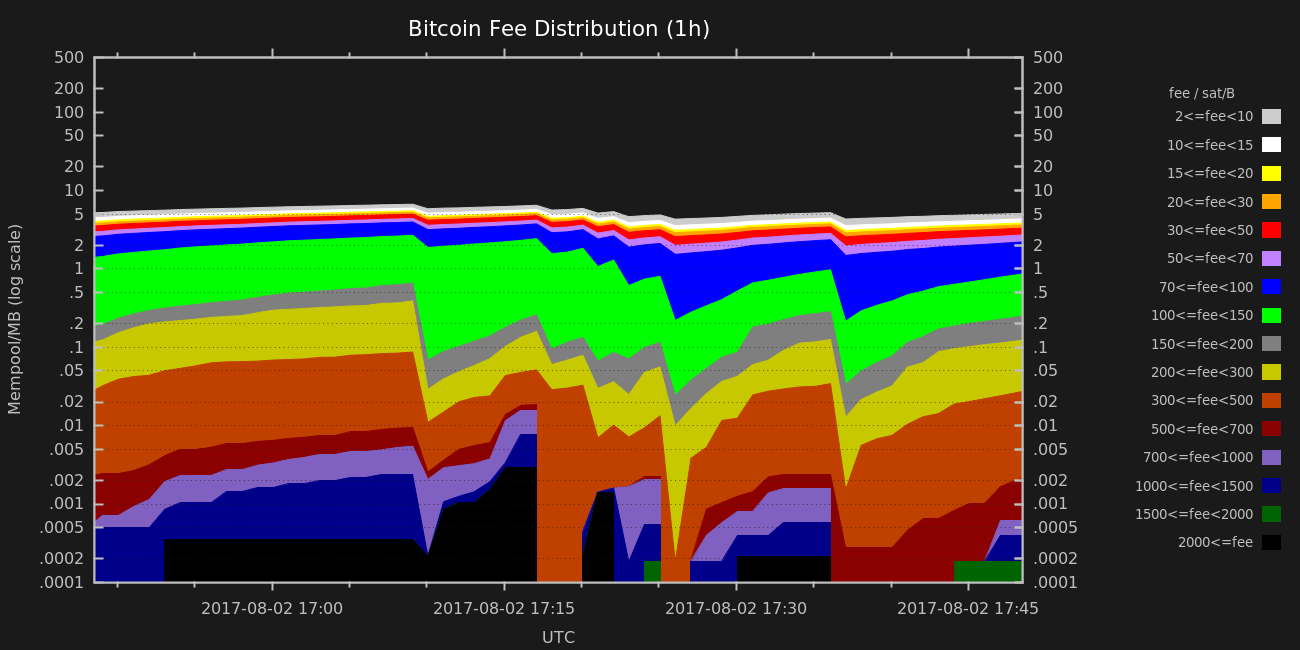 Bitcoin Fee Distribution (1h)
Mempool/MB (log scale)
500
200
100
50
20
10
5
2
1
.5
.2
.1
.05
.02
.01
.005
.002
.001
.0005
.0002
.0001
500
200
100
50
20
10
5
2
1
.5
.2
.1
.05
.02
.01
.005
.002
.001
.0005
.0002
.0001
fee / sat/B
2<=fee<10
10<=fee<15
15<=fee<20
20<=fee<30
30<=fee<50
50<=fee<70
70<=fee<100
100<=fee<150
150<=fee<200
200<=fee<300
300<=fee<500
500<=fee<700
700<=fee<1000
1000<=fee<1500
1500<=fee<2000
2000<=fee
2017-08-02 17:00
2017-08-02 17:15
2017-08-02 17:30
2017-08-02 17:45
UTC